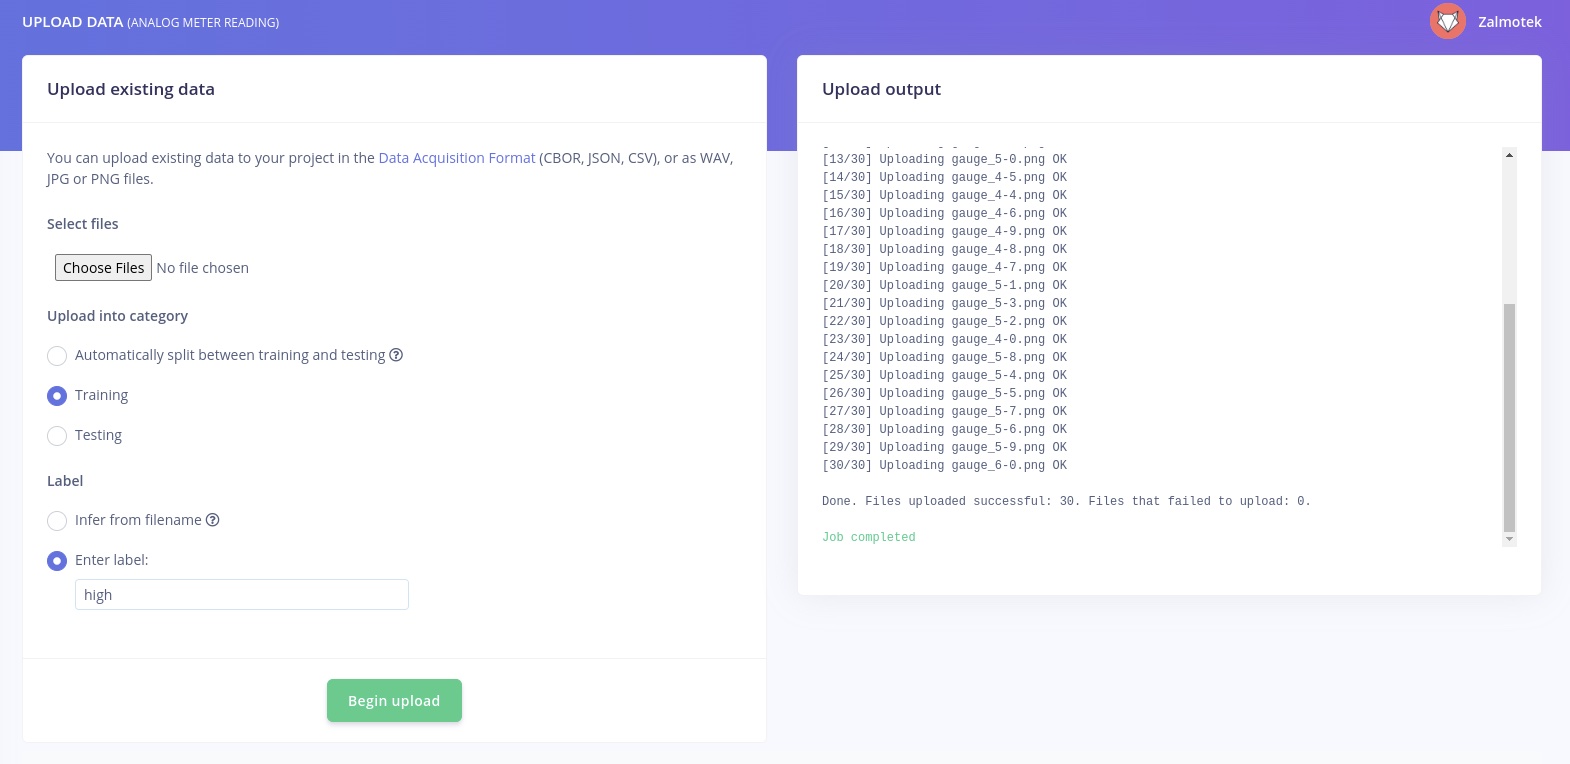 UPLOAD DATA (ANALOG METER READING)
Zalmotek
Upload existing data
You can upload existing data to your project in the Data Acquisition Format (CBOR, JSON, CSV), or as WAV,
JPG or PNG files.
Select files
Choose Files No file chosen
Upload into category
Automatically split between training and testing
Training
Testing
Label
Infer from filename
Enter label:
high
Begin upload
Upload output
[13/30] Uploading gauge_5-0.png OK
[14/30] Uploading gauge_4-5.png OK
[15/30] Uploading gauge_4-4.png OK
[16/30] Uploading gauge_4-6.png OK
[17/30] Uploading gauge_4-9.png OK
[18/30] Uploading gauge_4-8.png OK
[19/30] Uploading gauge_4-7.png OK
[20/30] Uploading gauge_5-1.png OK
[21/30] Uploading gauge_5-3.png OK
[22/30] Uploading gauge_5-2.png OK
[23/30] Uploading gauge_4-0.png OK
[24/30] Uploading gauge_5-8.png OK
[25/30] Uploading gauge_5-4.png OK
[26/30] Uploading gauge_5-5.png OK
[27/30] Uploading gauge_5-7.png OK
[28/30] Uploading gauge_5-6.png OK
[29/30] Uploading gauge_5-9.png OK
[30/30] Uploading gauge_6-0.png OK
Done. Files uploaded successful: 30. Files that failed to upload: 0.
Job completed